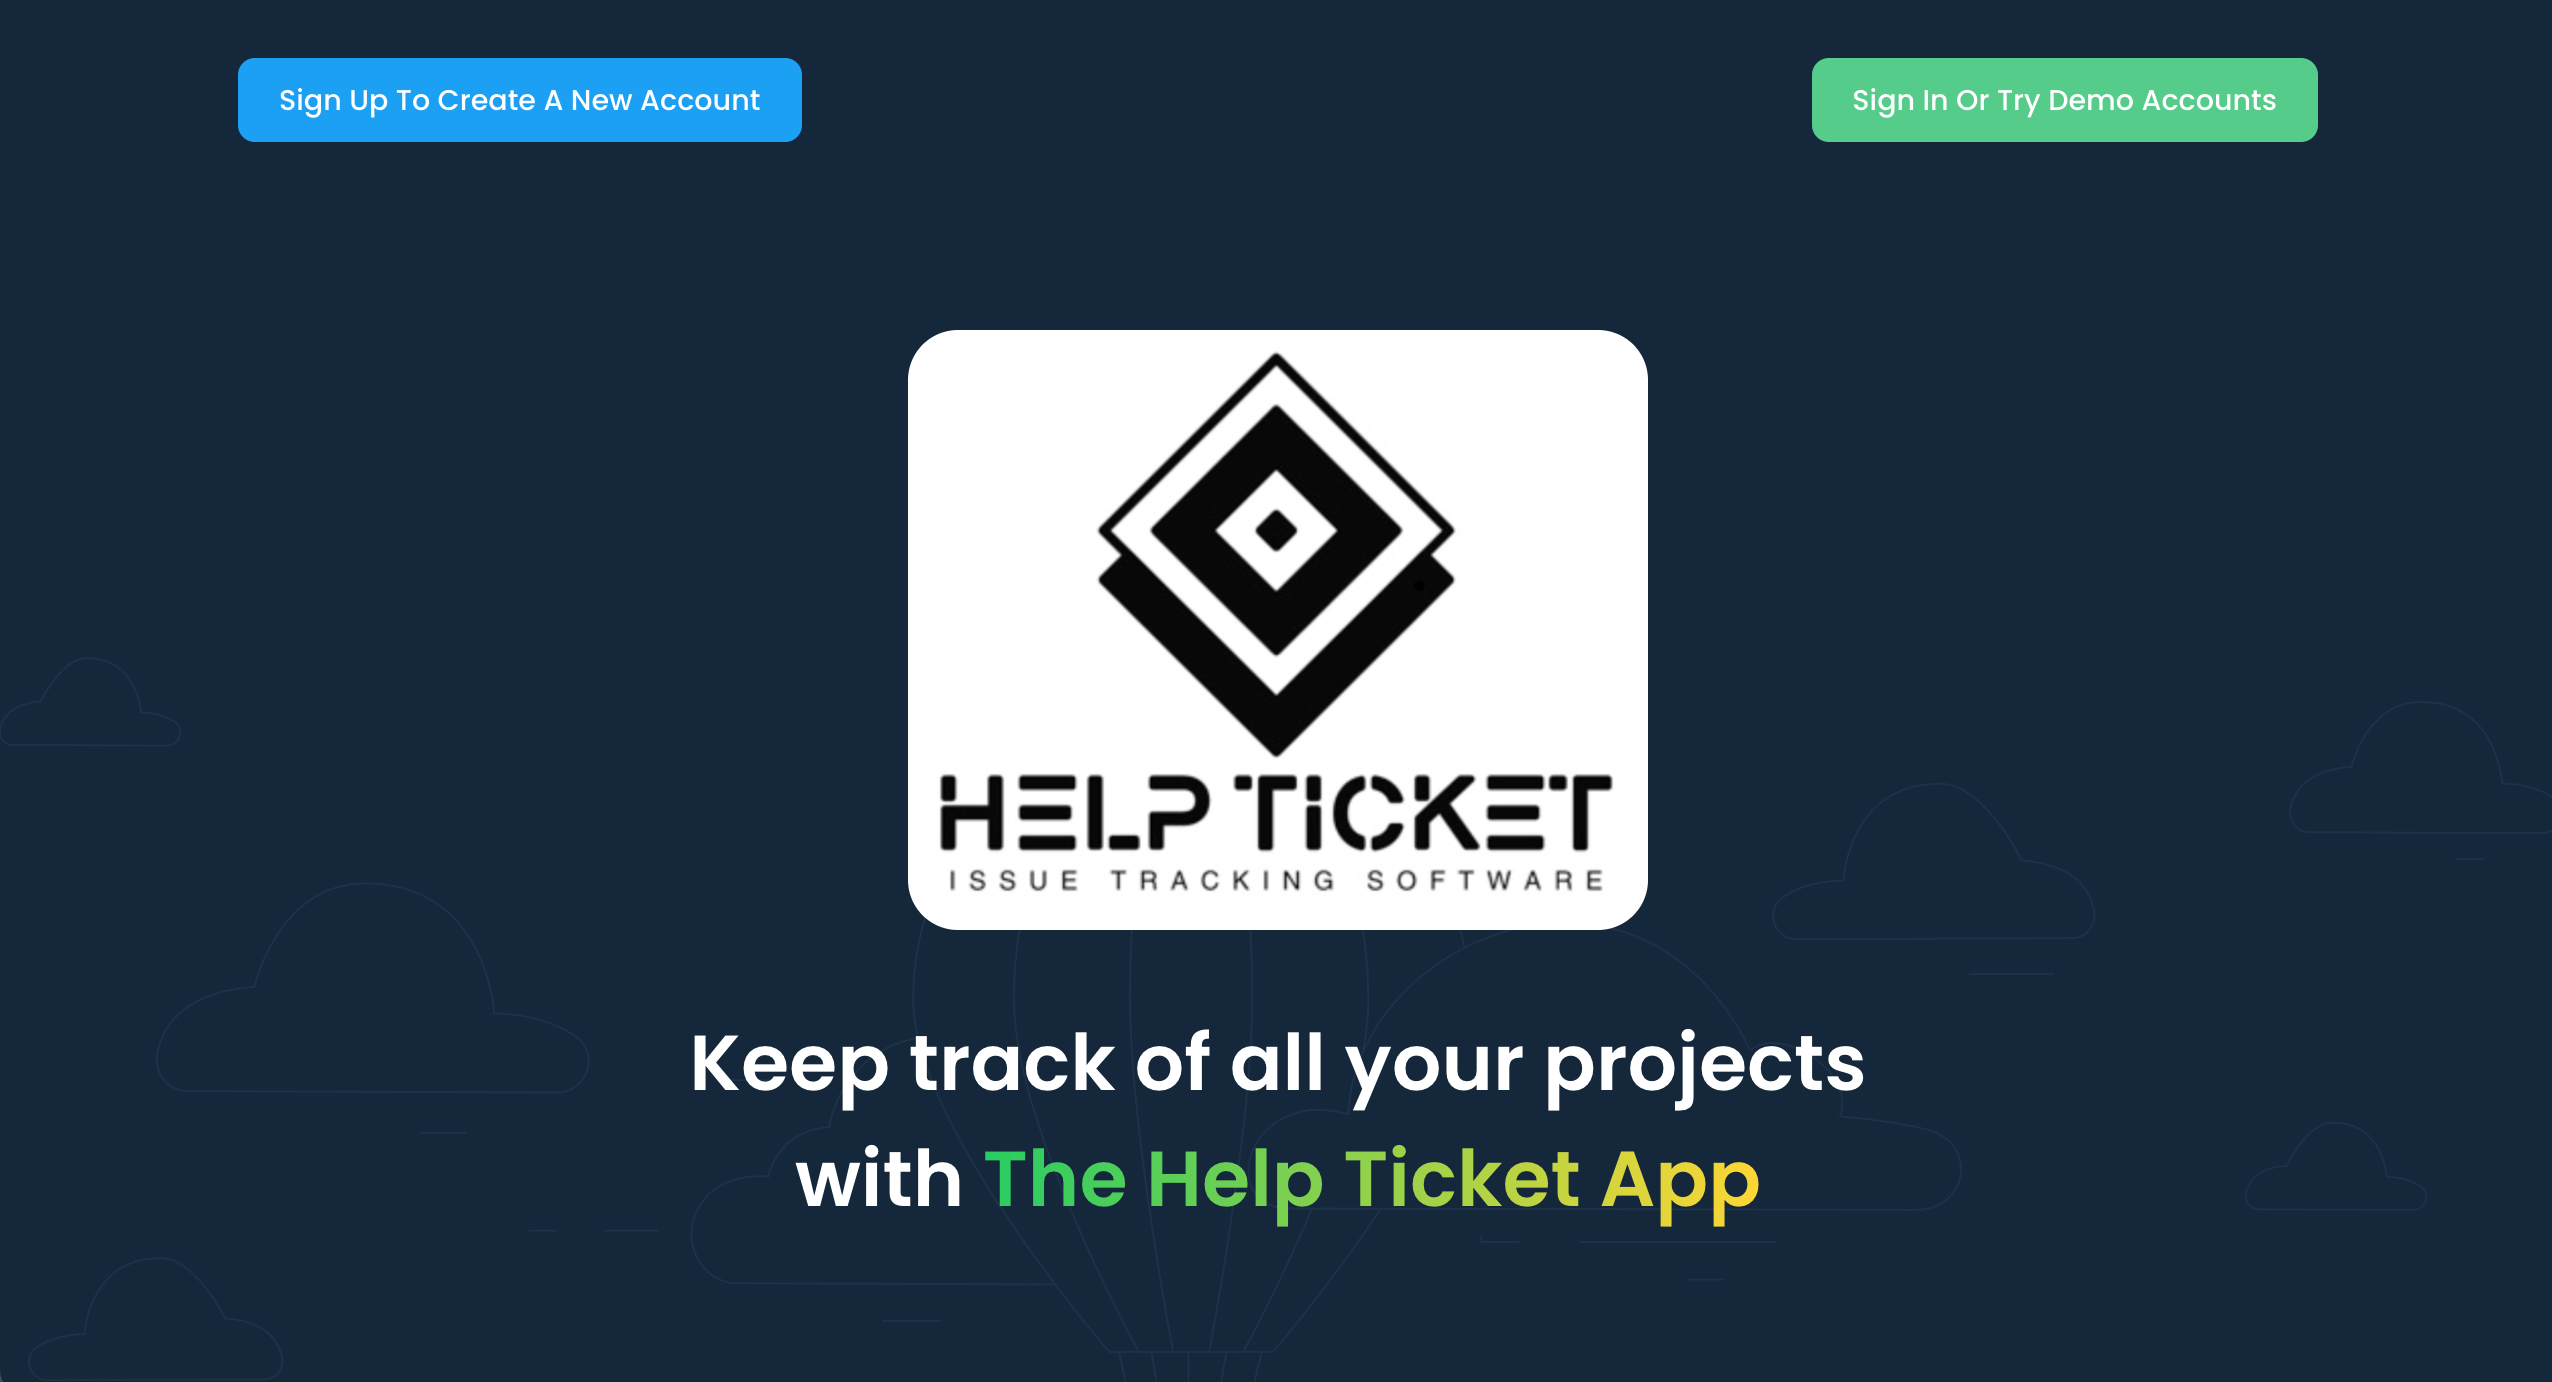 Sign Up To Create A New Account
Sign In Or Try Demo Accounts
HELP TiCKET
ISSUE TRACKING SOFTWARE
Keep track of all your projects
with The Help Ticket App